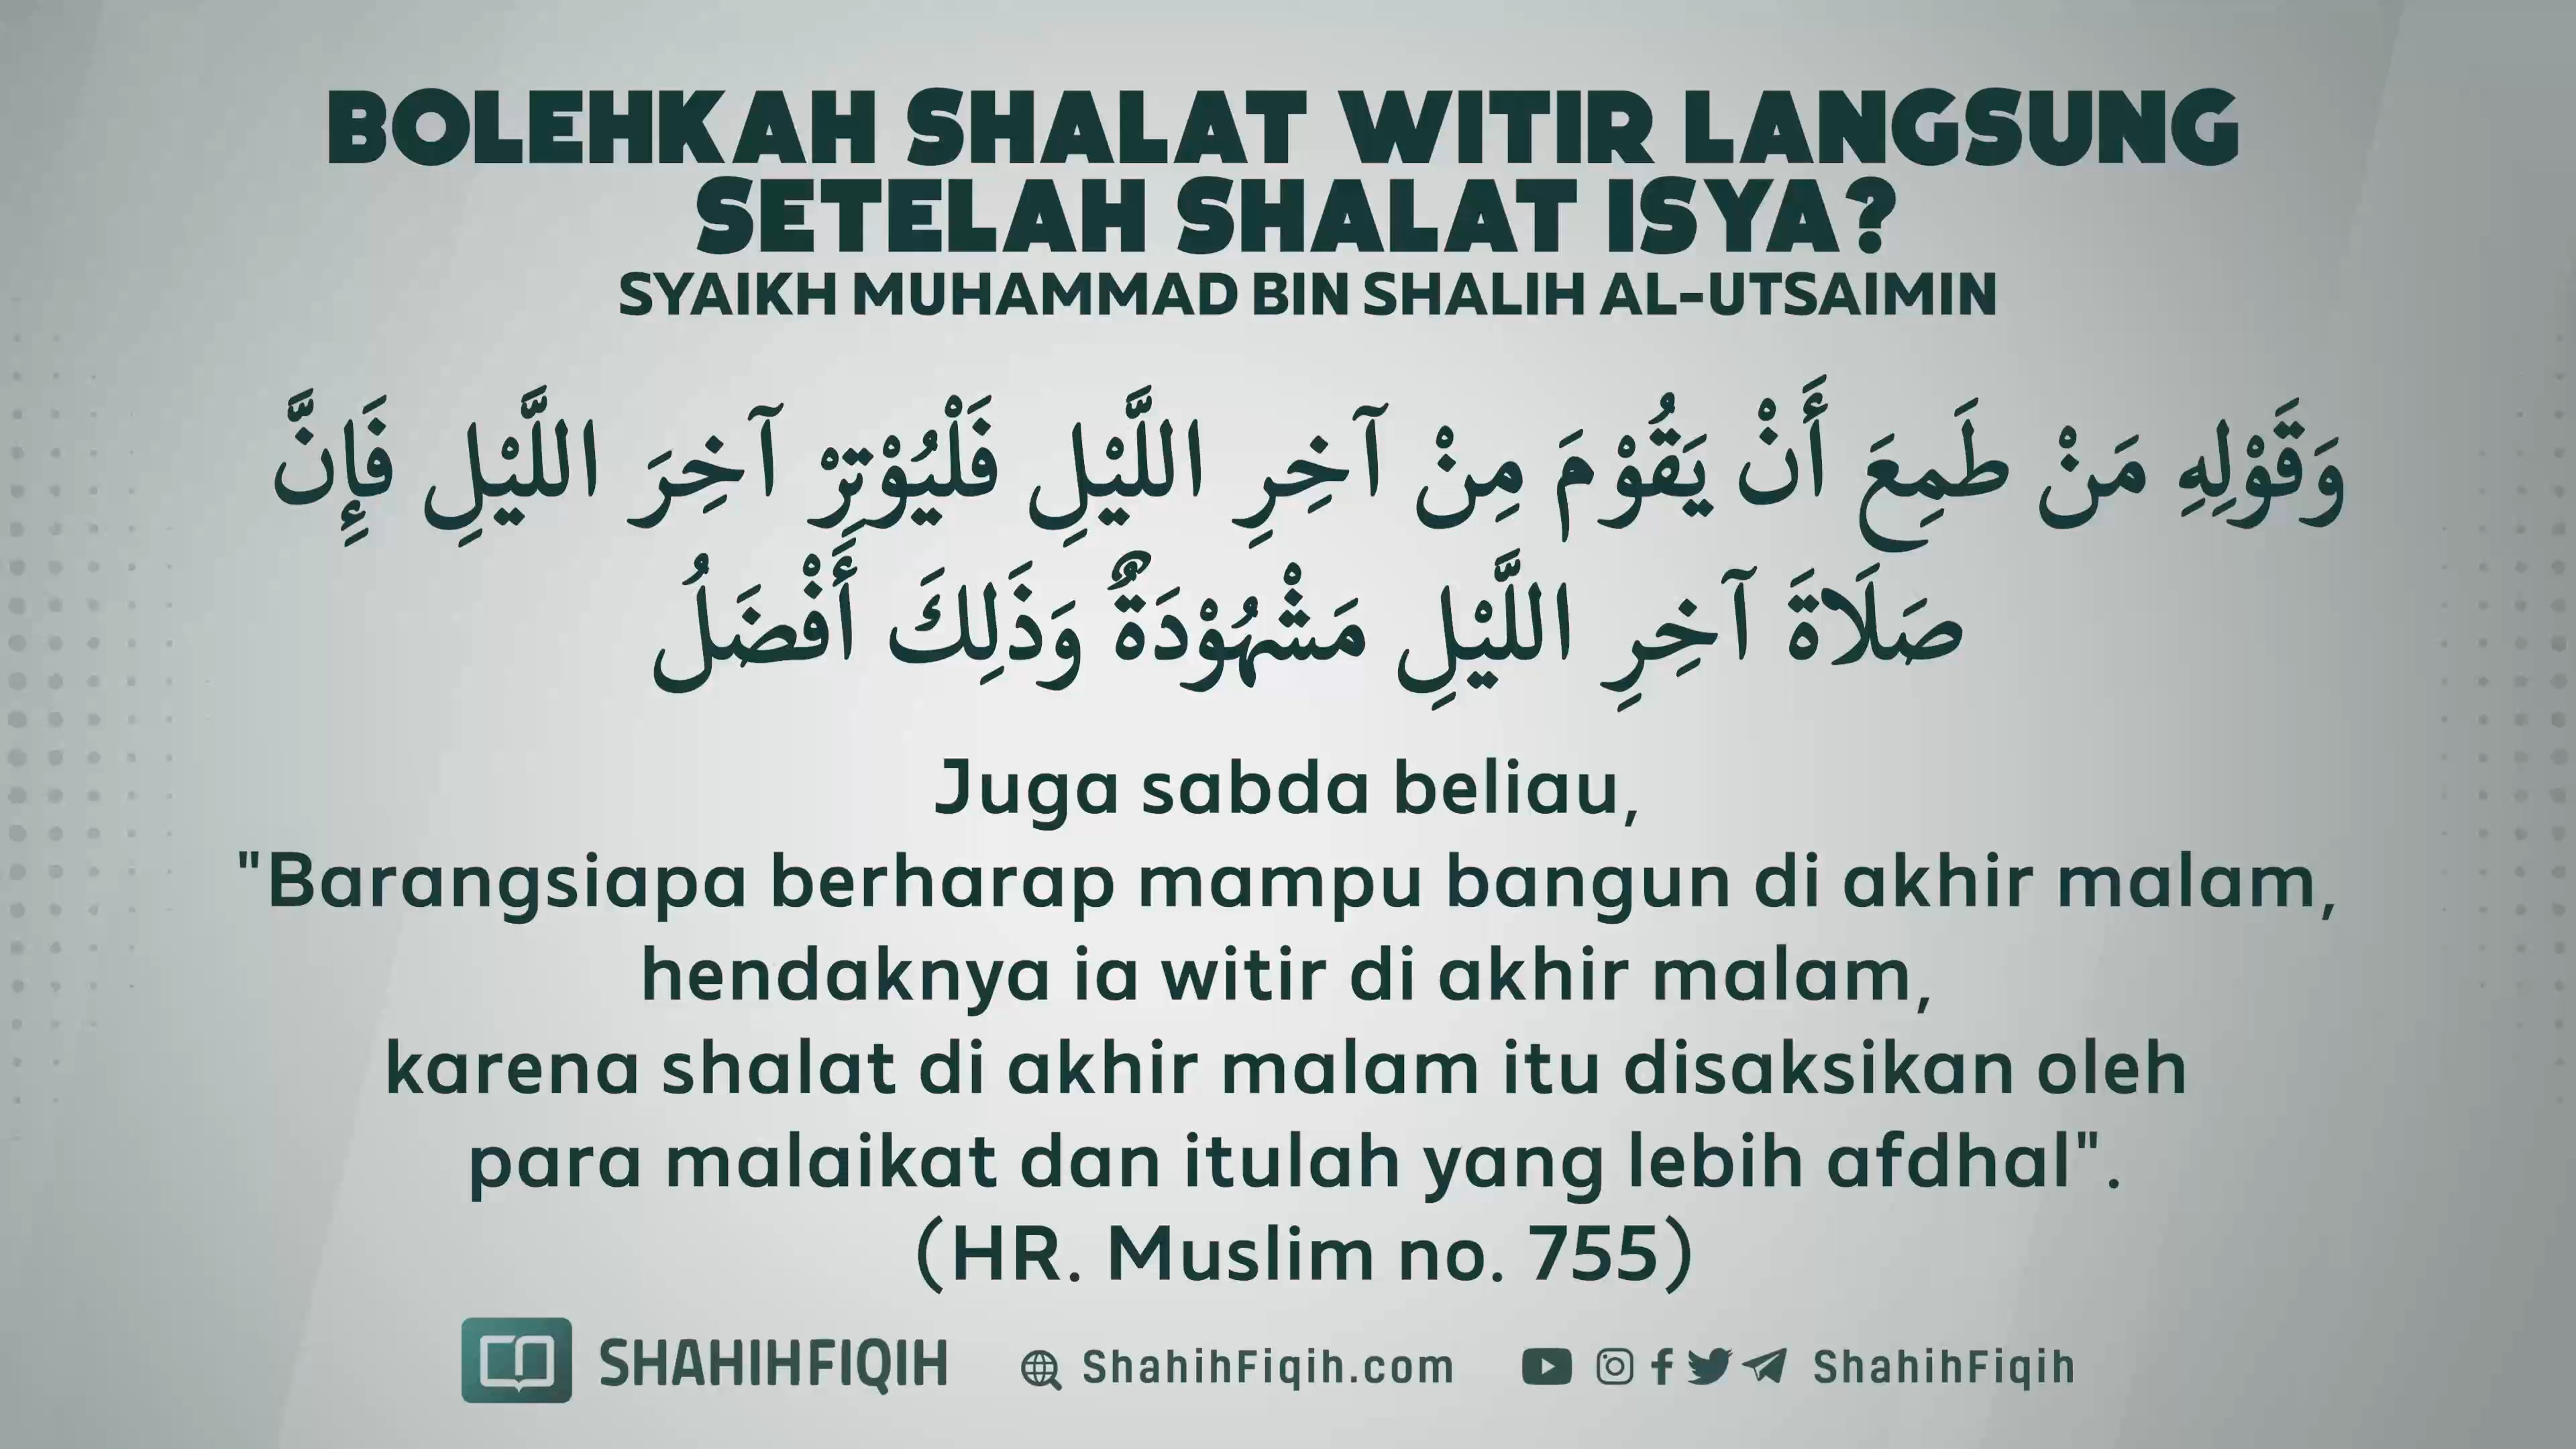 BOLEHKAH SHALAT WITIR LANGSUNG
SETELAH SHALAT ISYA?
SYAIKH MUHAMMAD BIN SHALIH AL-UTSAIMIN
وَقَوْلِهِ مَنْ طَمِعَ أَنْ يَقُوْمَ مِنْ آخِرِ اللَّيْلِ فَلْيُوْتِرْ آخِرَ اللَّيْلِ فَإِنَّ
صَلَاةَ آخِرِ اللَّيْلِ مَشْهُوْدَةٌ وَذَلِكَ أَفْضَلُ
Juga sabda beliau,
"Barangsiapa berharap mampu bangun di akhir malam,
hendaknya ia witir di akhir malam,
karena shalat di akhir malam itu disaksikan oleh
para malaikat dan itulah yang lebih afdhal".
(HR. Muslim no. 755)
SHAHIHFIQIH ShahihFiqih.com ShahihFiqih